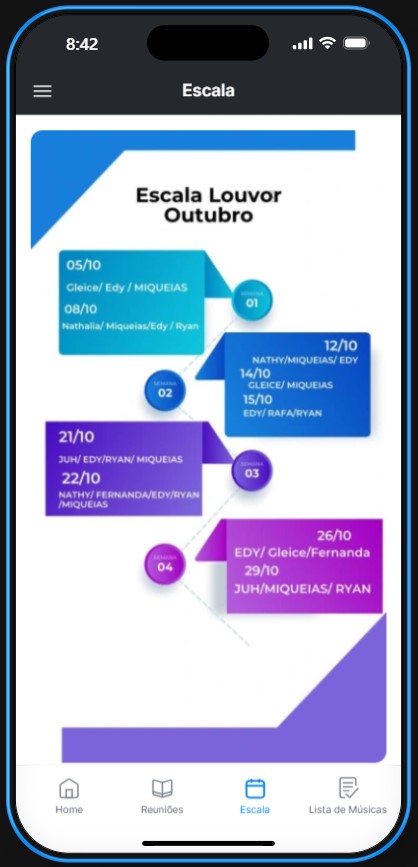 8:42
Escala
Escala Louvor
Outubro
05/10
Gleice/ Edy / MIQUEIAS
08/10
Nathalia/ Miqueias/Edy / Ryan
SEMANA
01
12/10
NATHY/MIQUEIAS/ EDY
14/10
GLEICE/ MIQUEIAS
15/10
EDY/ RAFA/RYAN
SEMANA
02
21/10
JUH/ EDY/RYAN/ MIQUEIAS
22/10
NATHY/ FERNANDA/EDY/RYAN
/MIQUEIAS
SEMANA
03
26/10
EDY/ Gleice/Fernanda
29/10
JUH/MIQUEIAS/ RYAN
SEMANA
04
Home
Reuniões
Escala
Lista de Músicas